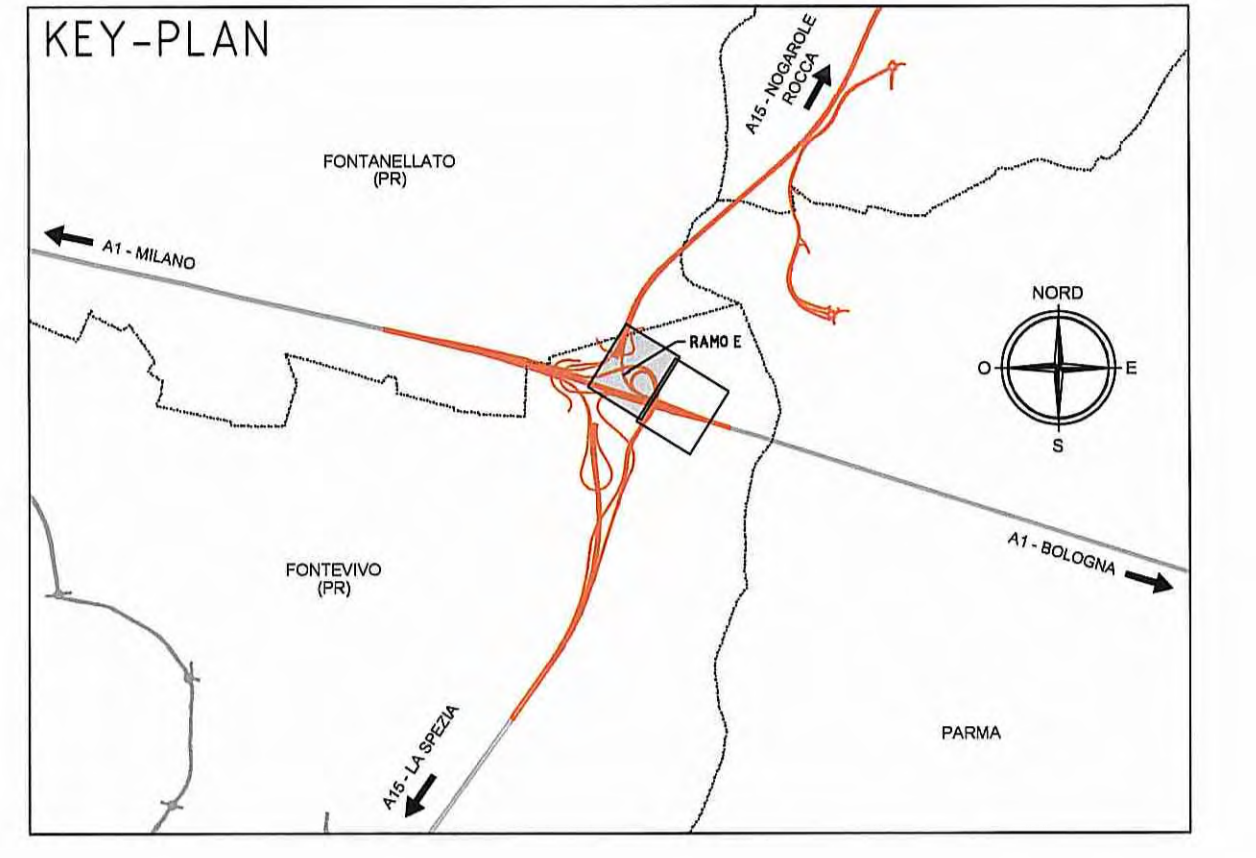 KEY-PLAN
A15 - NOGAROLE
ROCCA
FONTANELLATO
(PR)
A1 - MILANO
NORD
RAMO E
O
E
S
A1 - BOLOGNA
FONTEVIVO
(PR)
A15 - LA SPEZIA
PARMA